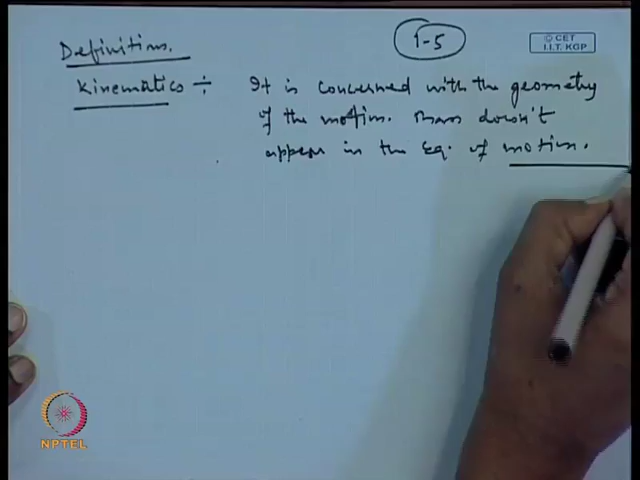 Definitions.
1-5
© CET
I.I.T. KGP
Kinematics ÷ It is concerned with the geometry
of the motion. Mass doesn't
appear in the Eq. of motion.
NPTEL